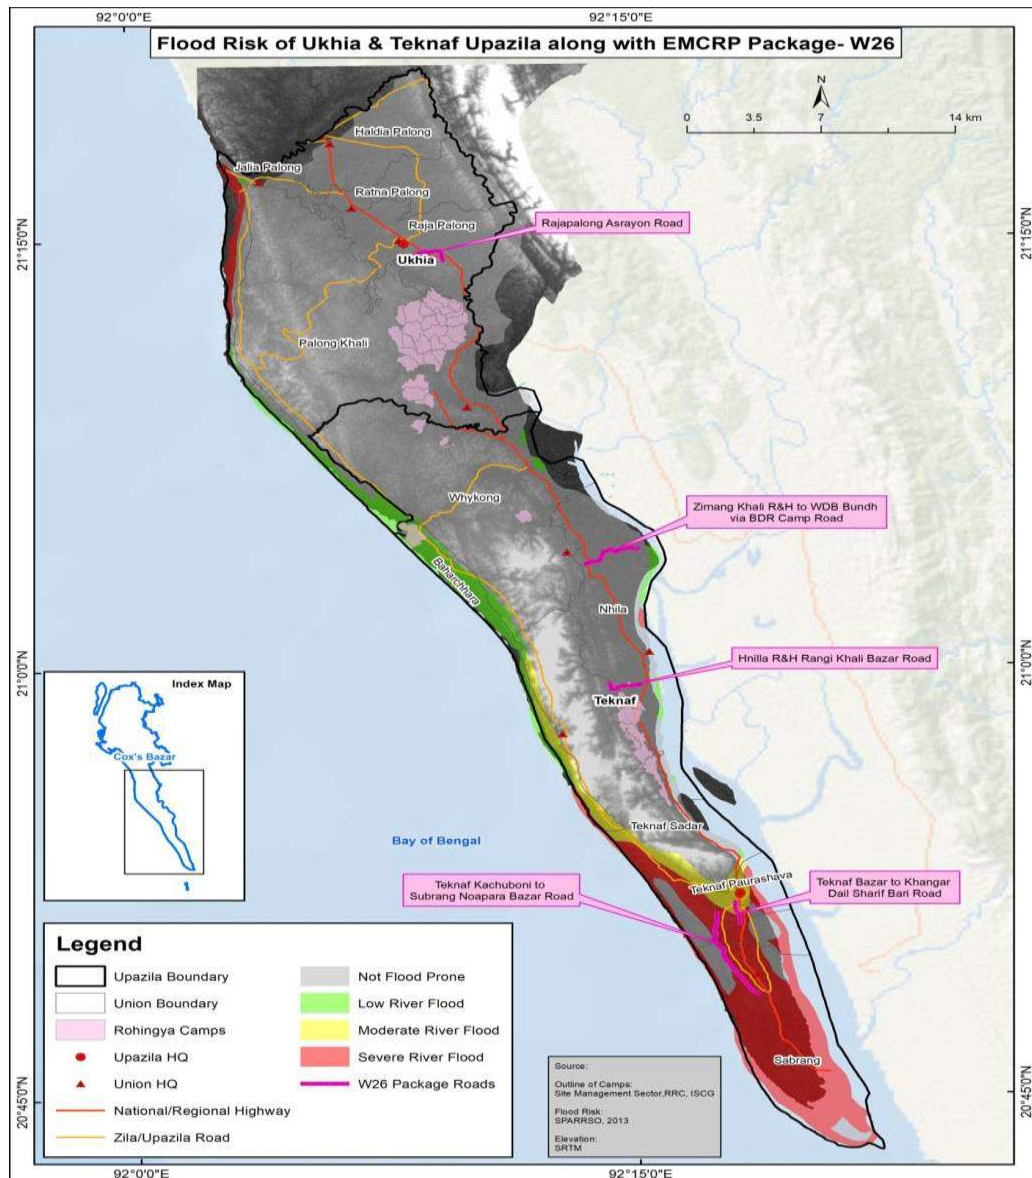 92°0'0"E
92°15'0"E
Flood Risk of Ukhia & Teknaf Upazila along with EMCRP Package- W26
N
0 3.5 7 14 km
Haldia Palong
Jalia Palong
Ratna Palong
Raja Palong
Rajapalong Asrayon Road
21°15'0"N
21°15'0"N
Ukhia
Palong Khali
Whykong
Zimang Khali R&H to WDB Bundh
via BDR Camp Road
Baharchhara
Nhila
Hnilla R&H Rangi Khali Bazar Road
21°0'0"N
21°0'0"N
Teknaf
Index Map
Cox's Bazar
Teknaf Sadar
Bay of Bengal
Teknaf Paurashava
Teknaf Kachuboni to
Subrang Noapara Bazar Road
Teknaf Bazar to Khangar
Dail Sharif Bari Road
Sabrang
Legend
Upazila Boundary
Union Boundary
Rohingya Camps
Upazila HQ
Union HQ
National/Regional Highway
Zila/Upazila Road
Not Flood Prone
Low River Flood
Moderate River Flood
Severe River Flood
W26 Package Roads
Source:
Outline of Camps:
Site Management Sector,RRC, ISCG
Flood Risk:
SPARRSO, 2013
Elevation:
SRTM
20°45'0"N
20°45'0"N
92°0'0"E
92°15'0"E